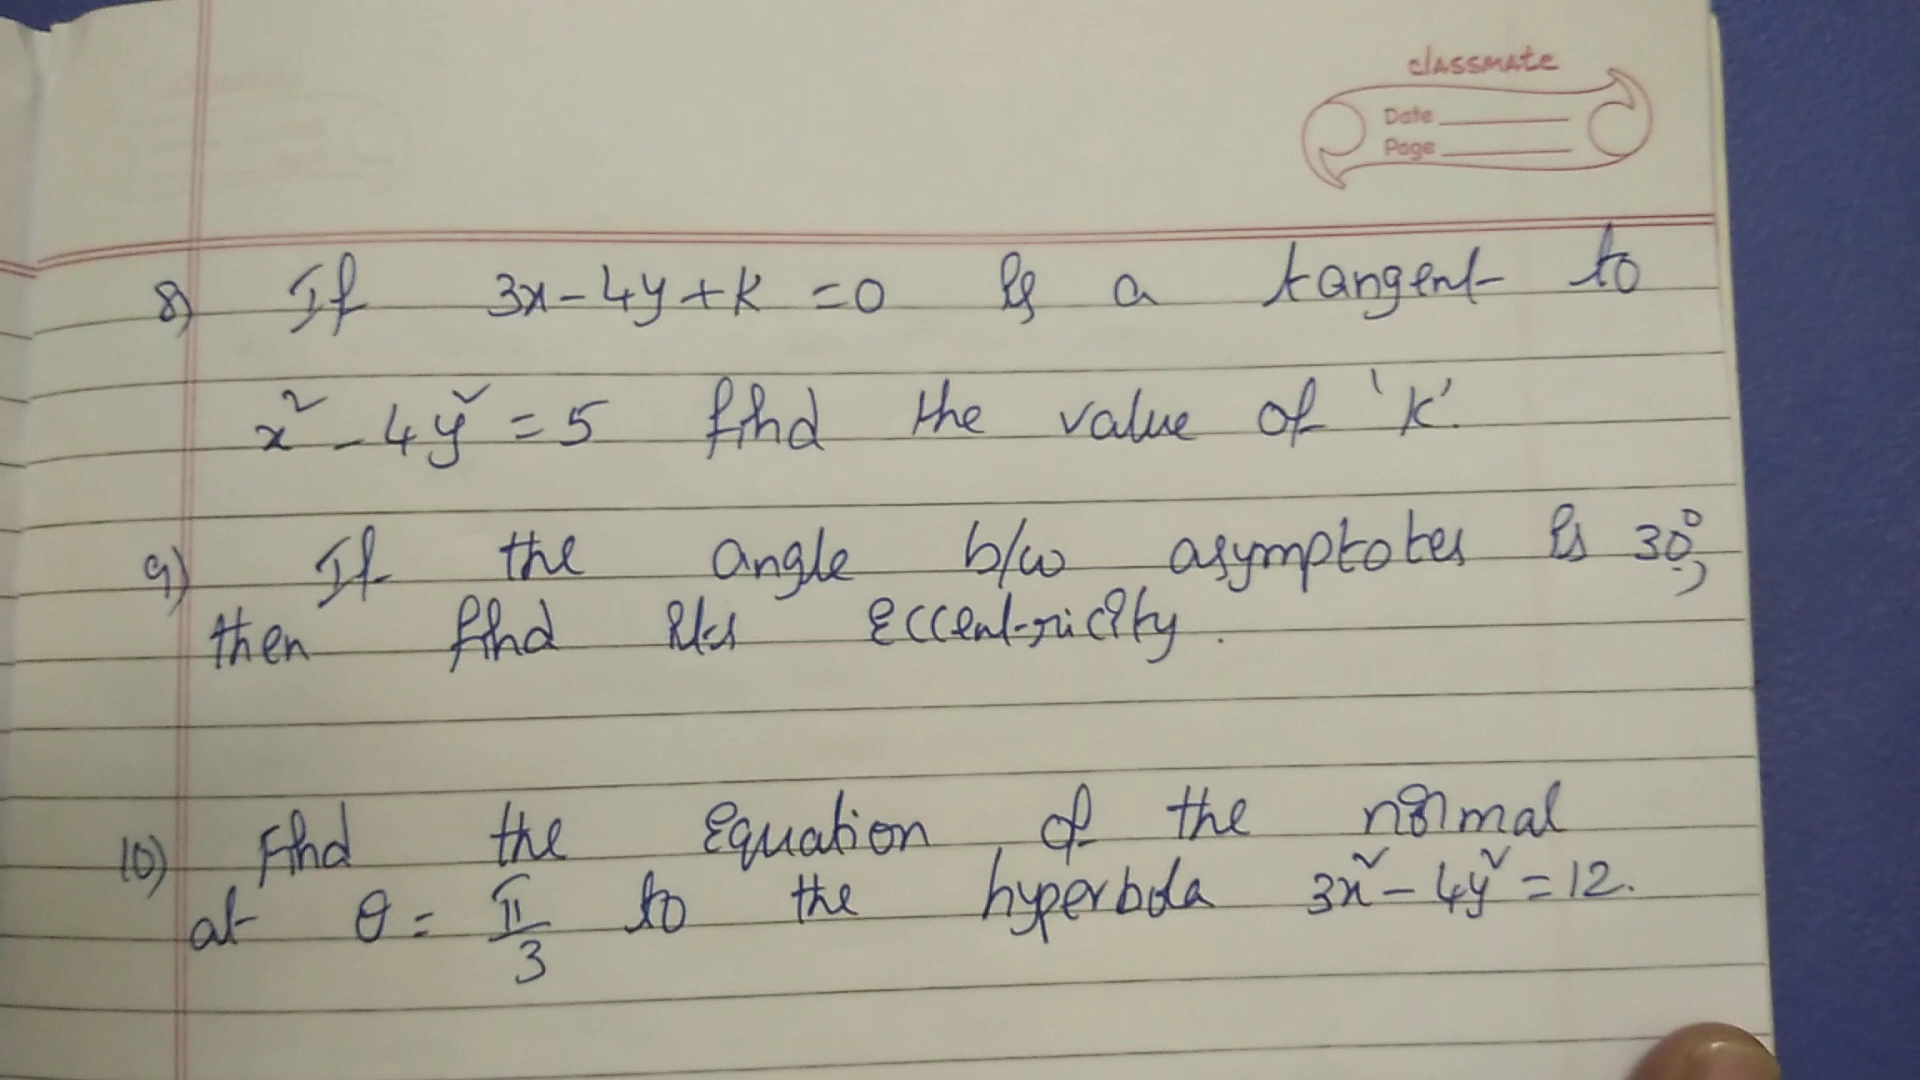 classmate
Date
Page
8) If 3x - 4y + k = 0 is a tangent to
x² - 4y² = 5 find the value of 'k'.
9) If the angle b/w asymptotes is 30°,
then find its eccentricity.
10) Find the equation of the normal
at θ = π/3 to the hyperbola 3x² - 4y² = 12.